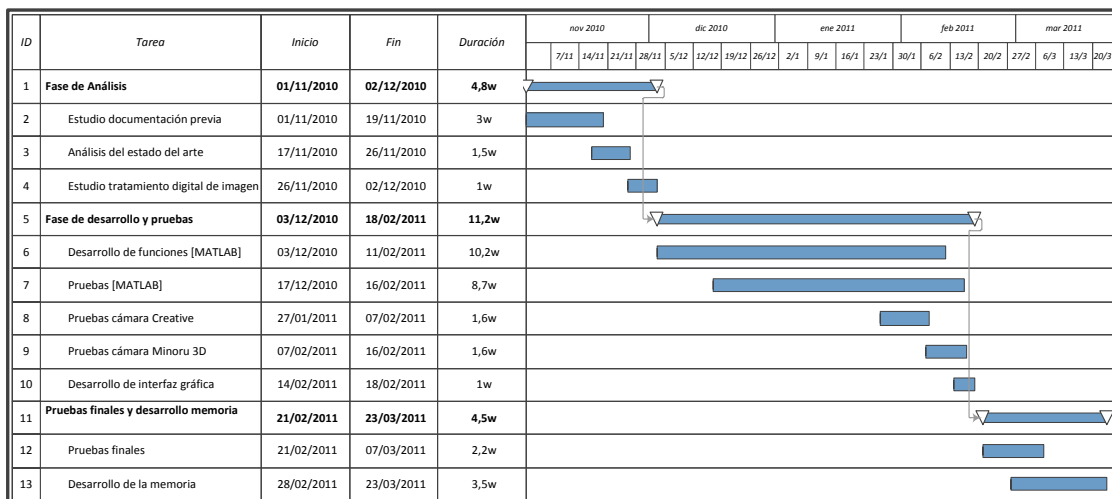 ID Tarea Inicio Fin Duración nov 2010 dic 2010 ene 2011 feb 2011 mar 2011
7/11 14/11 21/11 28/11 5/12 12/12 19/12 26/12 2/1 9/1 16/1 23/1 30/1 6/2 13/2 20/2 27/2 6/3 13/3 20/3
1 Fase de Análisis 01/11/2010 02/12/2010 4,8w
2 Estudio documentación previa 01/11/2010 19/11/2010 3w
3 Análisis del estado del arte 17/11/2010 26/11/2010 1,5w
4 Estudio tratamiento digital de imagen 26/11/2010 02/12/2010 1w
5 Fase de desarrollo y pruebas 03/12/2010 18/02/2011 11,2w
6 Desarrollo de funciones [MATLAB] 03/12/2010 11/02/2011 10,2w
7 Pruebas [MATLAB] 17/12/2010 16/02/2011 8,7w
8 Pruebas cámara Creative 27/01/2011 07/02/2011 1,6w
9 Pruebas cámara Minoru 3D 07/02/2011 16/02/2011 1,6w
10 Desarrollo de interfaz gráfica 14/02/2011 18/02/2011 1w
11 Pruebas finales y desarrollo memoria 21/02/2011 23/03/2011 4,5w
12 Pruebas finales 21/02/2011 07/03/2011 2,2w
13 Desarrollo de la memoria 28/02/2011 23/03/2011 3,5w